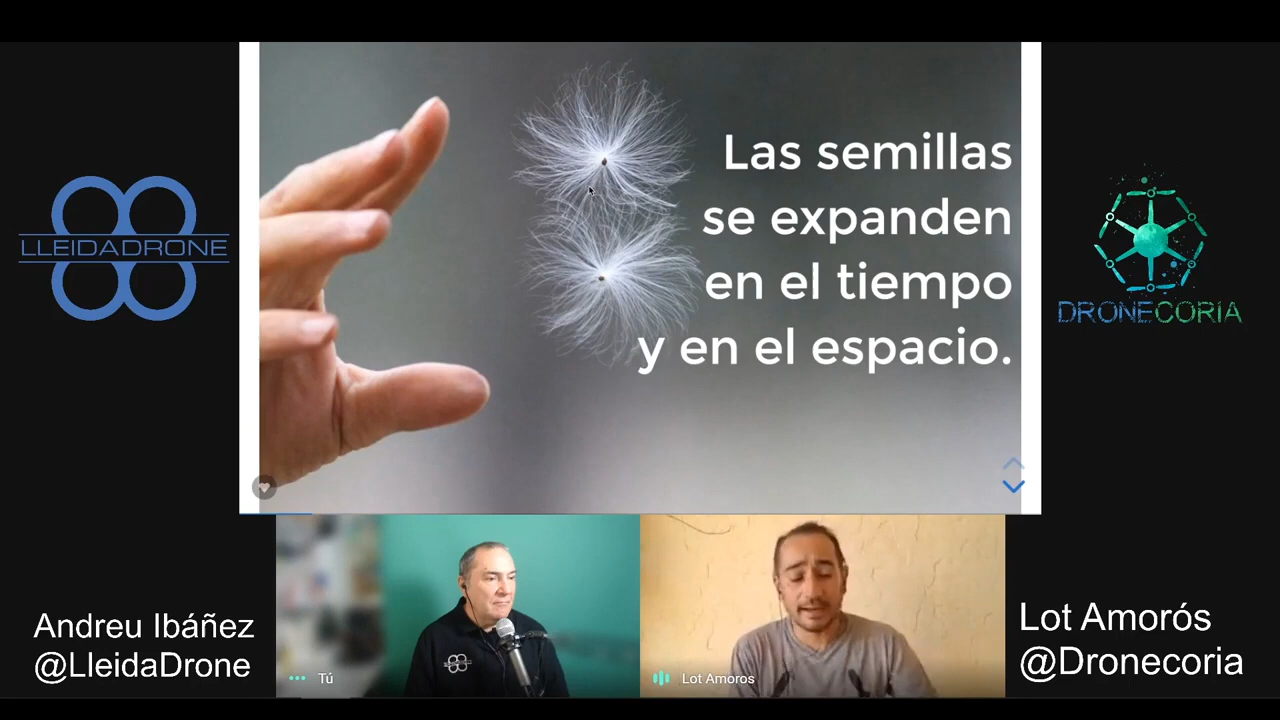 Las semillas
se expanden
en el tiempo
y en el espacio.
LLEIDADRONE
DRONECORIA
Andreu Ibáñez
@LleidaDrone
Tú
Lot Amoros
Lot Amorós
@Dronecoria